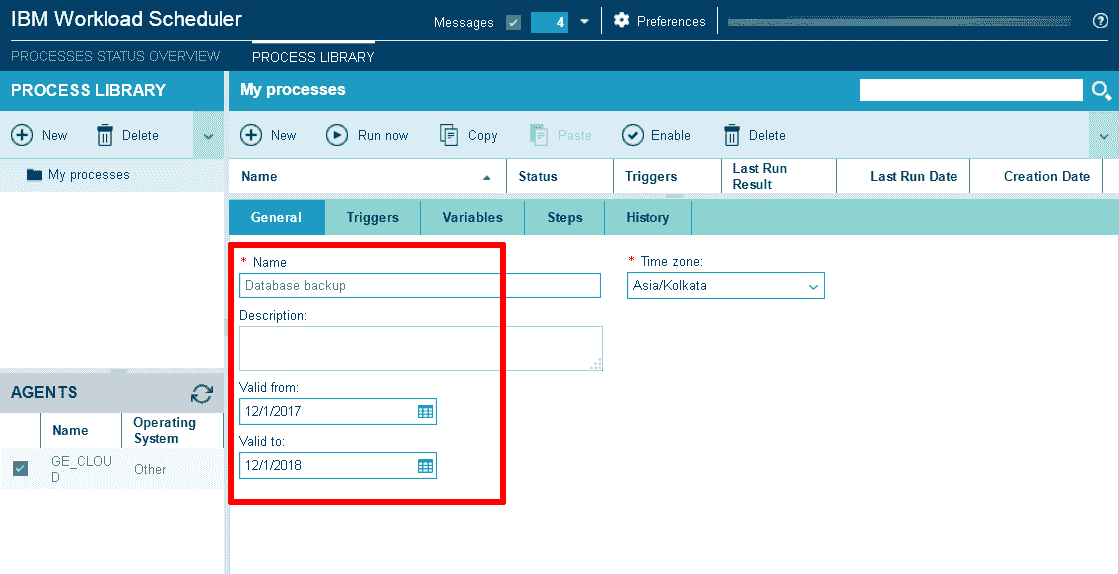 IBM Workload Scheduler
Messages 4 Preferences ?
PROCESSES STATUS OVERVIEW PROCESS LIBRARY
PROCESS LIBRARY
New Delete
My processes
AGENTS
Name Operating System
GE_CLOU
D
Other
My processes
New Run now Copy Paste Enable Delete
Name Status Triggers Last Run Result Last Run Date Creation Date
General Triggers Variables Steps History
* Name
Database backup
* Time zone:
Asia/Kolkata
Description:
Valid from:
12/1/2017
Valid to:
12/1/2018